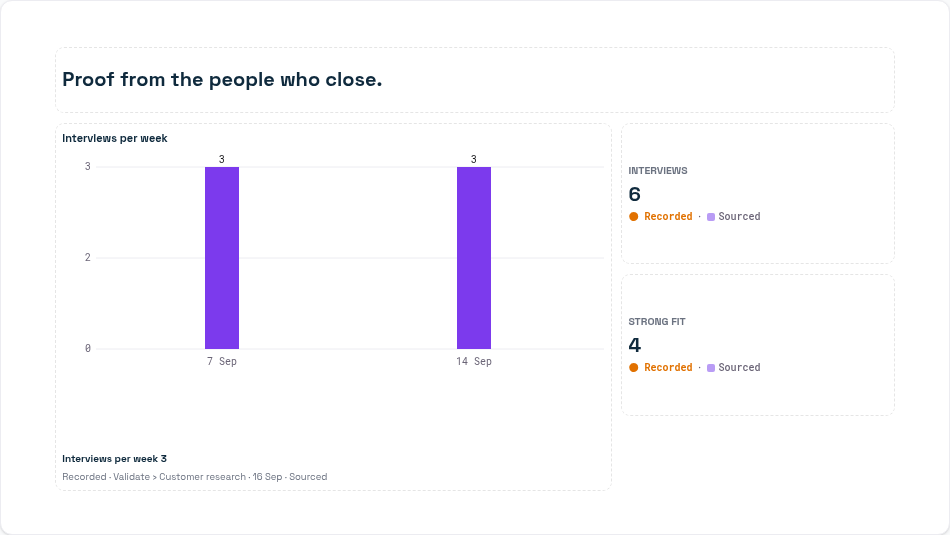 Proof from the people who close.
Interviews per week
3
3
3
2
0
7 Sep
14 Sep
Interviews per week 3
Recorded · Validate > Customer research · 16 Sep · Sourced
INTERVIEWS
6
Recorded · Sourced
STRONG FIT
4
Recorded · Sourced